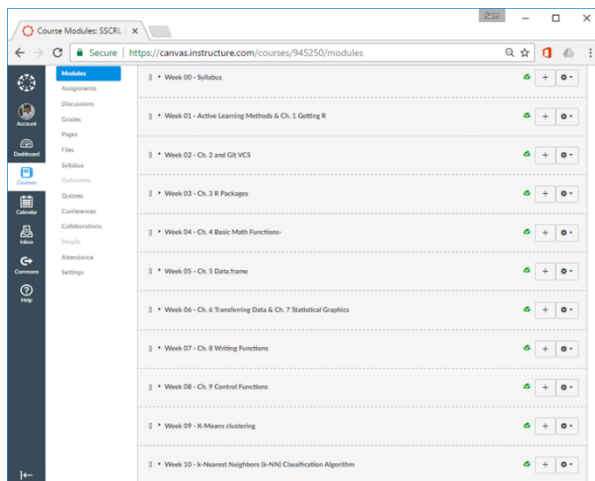 Sam
Course Modules: SSCRL
Secure | https://canvas.instructure.com/courses/945250/modules
Account
Dashboard
Courses
Calendar
Inbox
Commons
Help
Modules
Assignments
Discussions
Grades
Pages
Files
Syllabus
Outcomes
Quizzes
Conferences
Collaborations
People
Attendance
Settings
Week 00 - Syllabus
Week 01 - Active Learning Methods & Ch. 1 Getting R
Week 02 - Ch. 2 and Git VCS
Week 03 - Ch. 3 R Packages
Week 04 - Ch. 4 Basic Math Functions-
Week 05 - Ch. 5 Data.frame
Week 06 - Ch. 6 Transferring Data & Ch. 7 Statistical Graphics
Week 07 - Ch. 8 Writing Functions
Week 08 - Ch. 9 Control Functions
Week 09 - K-Means clustering
Week 10 - k-Nearest Neighbors (k-NN) Classification Algorithm